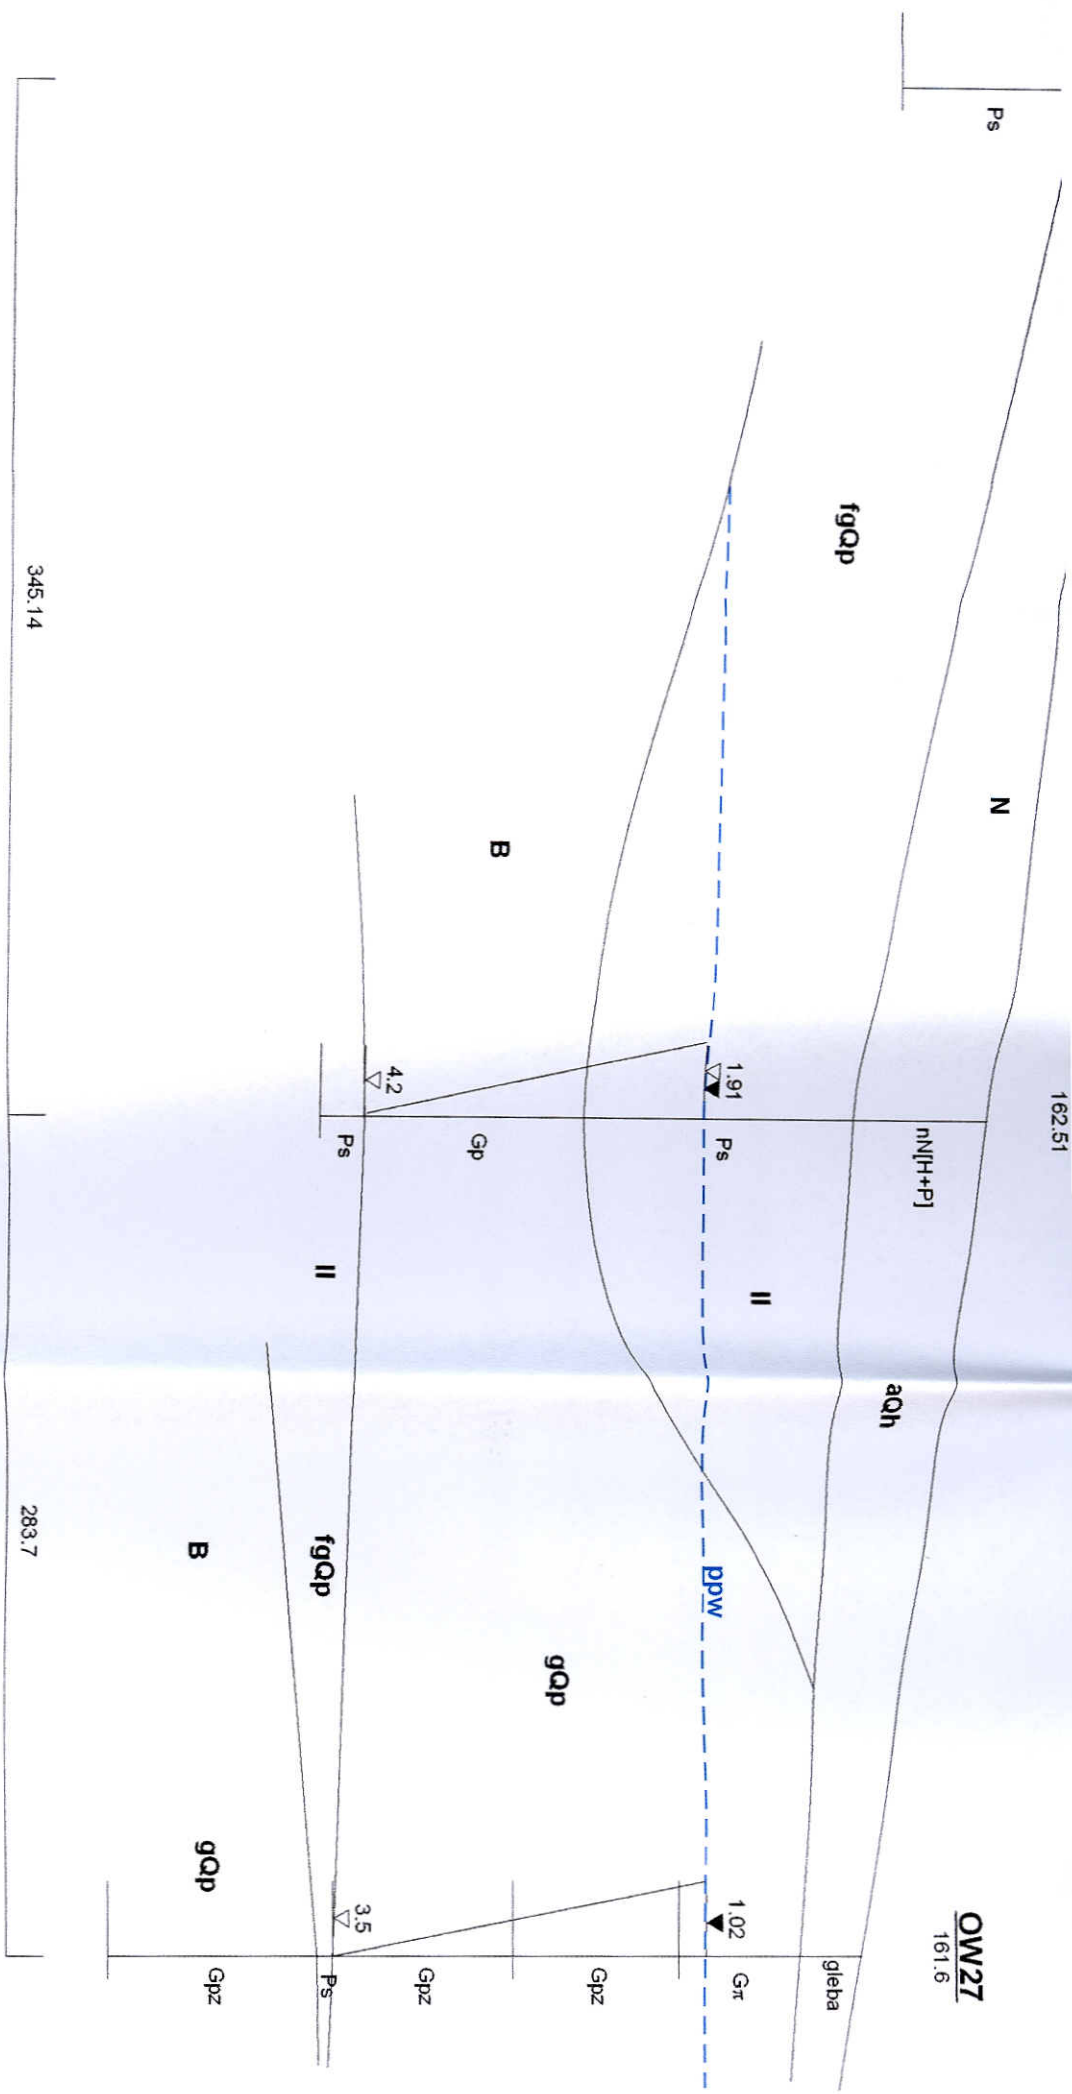 Ps
fgQp
N
B
162.51
nN[H+P]
1.91
Ps
Gp
4.2
Ps
II
II
aQh
ppw
fgQp
B
gQp
gQp
OW27
161.6
gleba
1.02
Gπ
Gpz
Gpz
3.5
Ps
Gpz
345.14
283.7